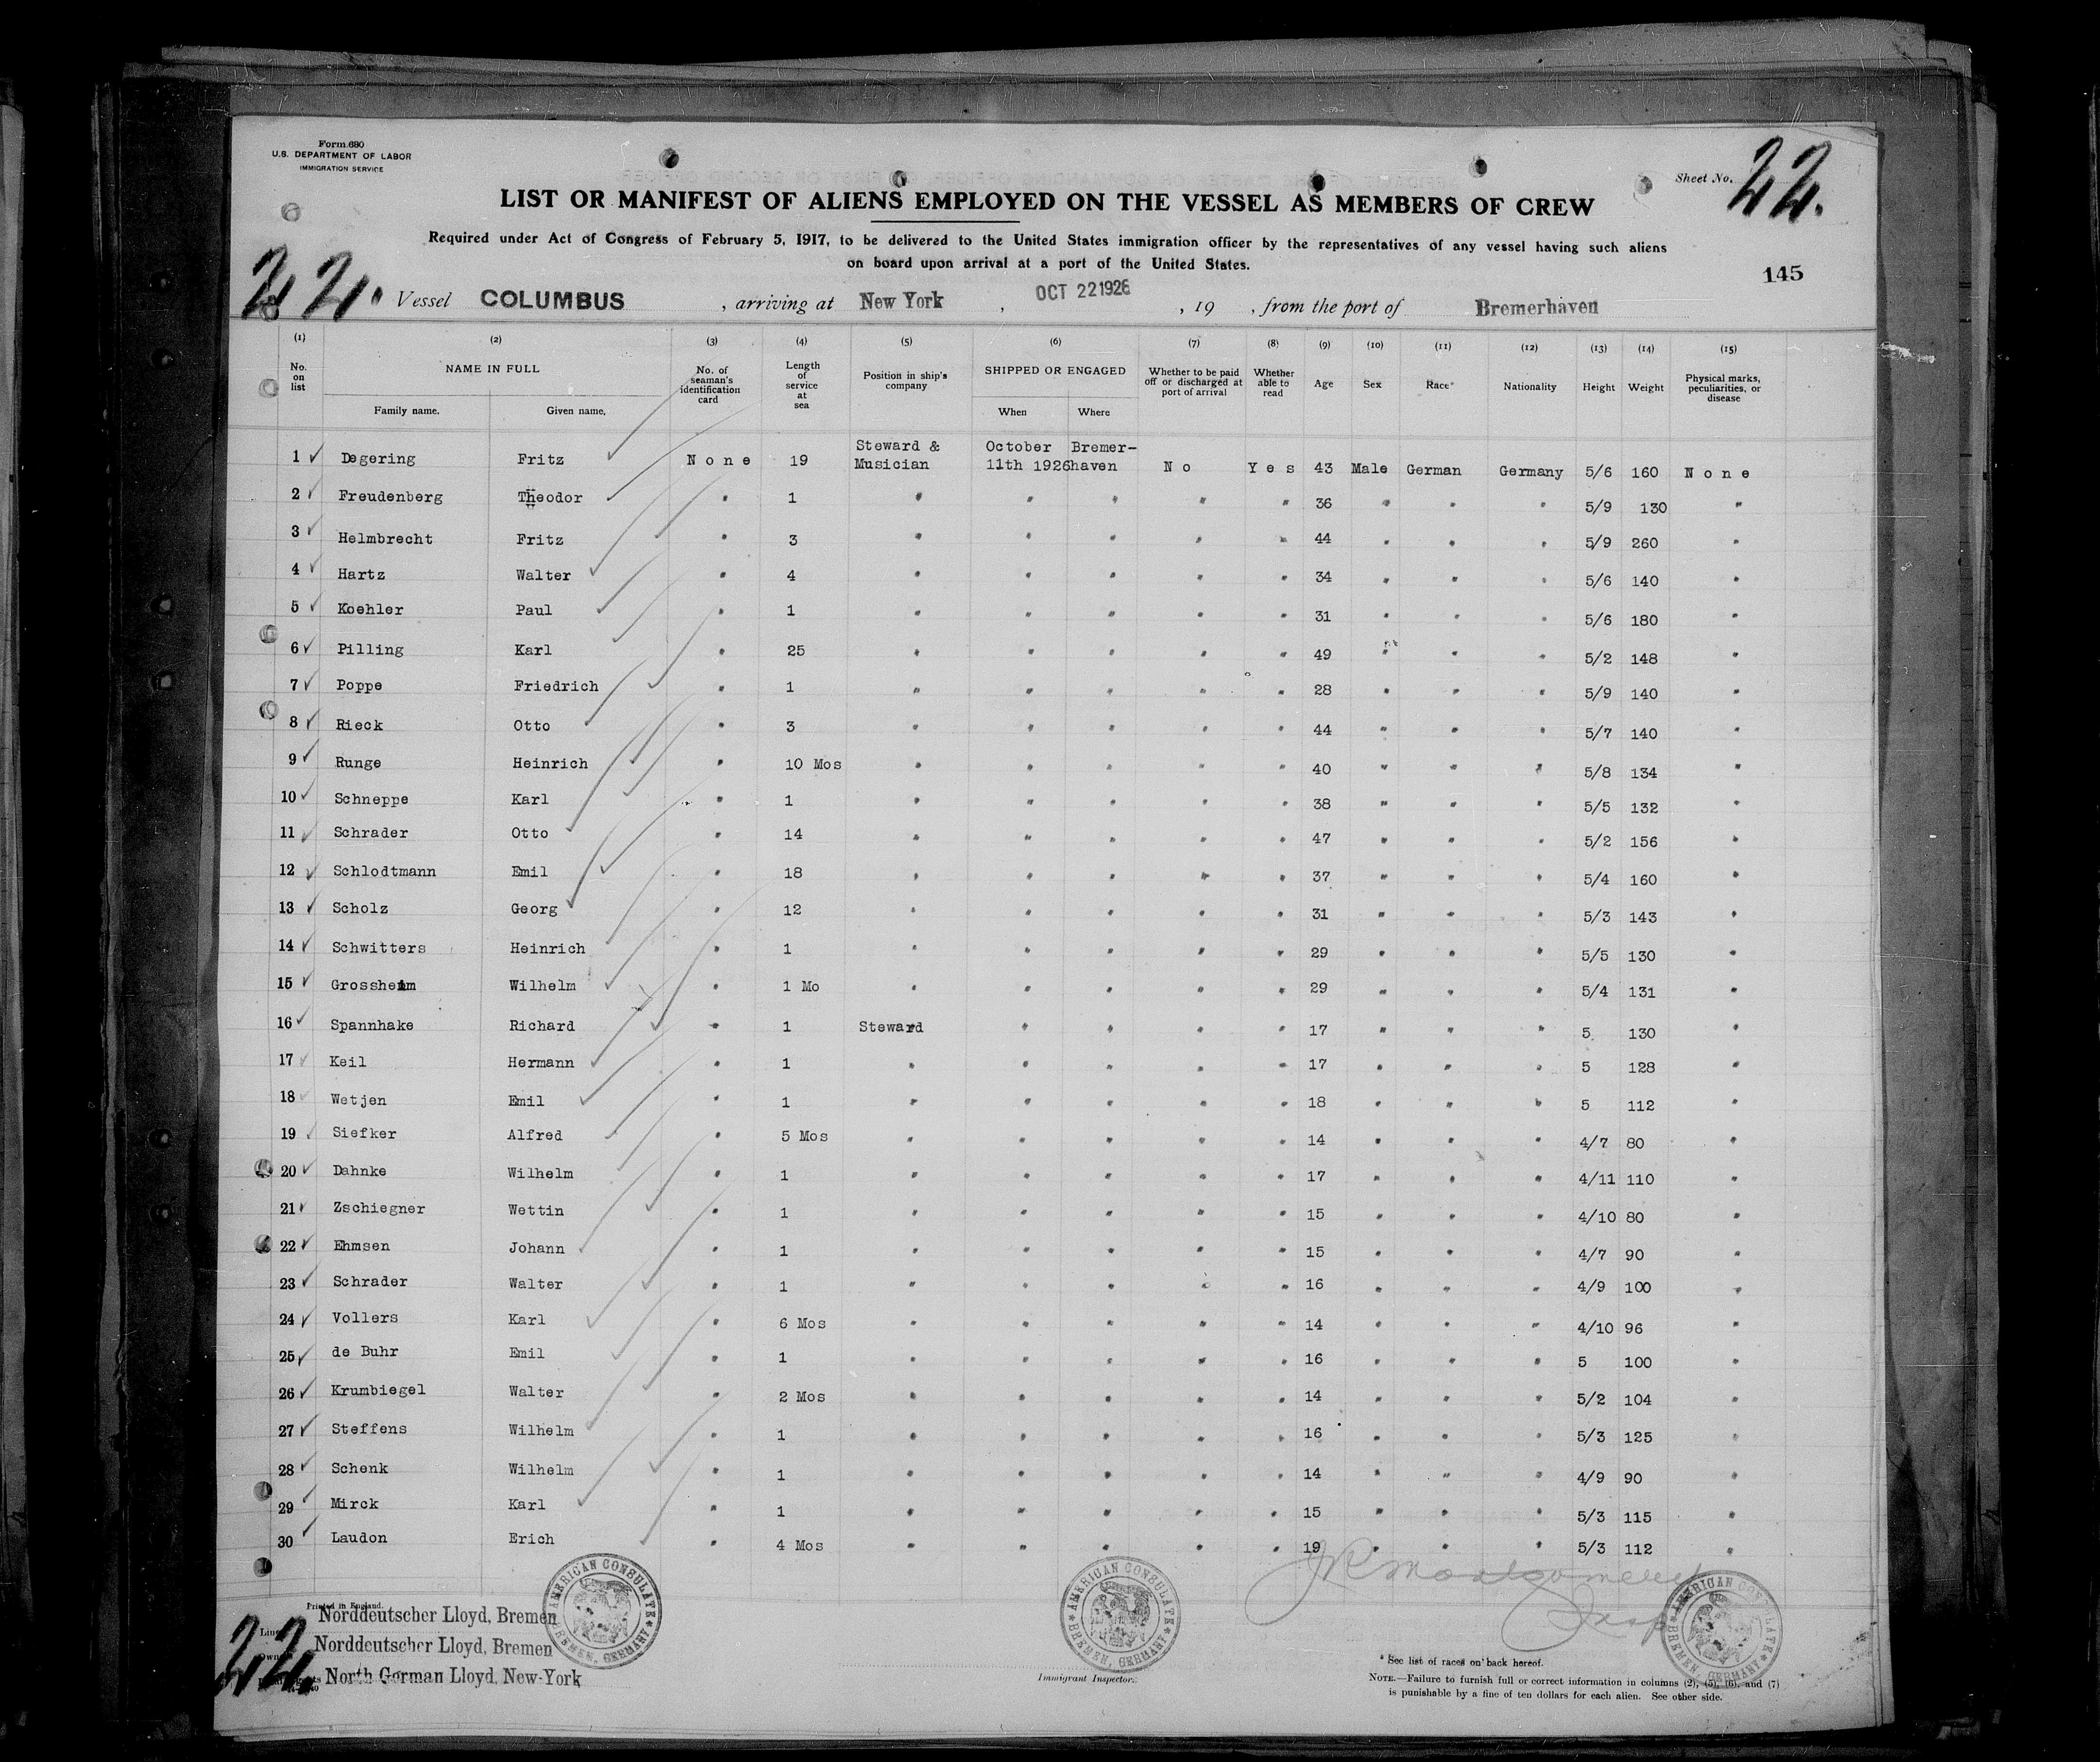 Form 680
U.S. DEPARTMENT OF LABOR
IMMIGRATION SERVICE
Sheet No. 22.
LIST OR MANIFEST OF ALIENS EMPLOYED ON THE VESSEL AS MEMBERS OF CREW
Required under Act of Congress of February 5, 1917, to be delivered to the United States immigration officer by the representatives of any vessel having such aliens
on board upon arrival at a port of the United States.
145
22. Vessel COLUMBUS, arriving at New York, OCT 22 1926, 19 , from the port of Bremerhaven
(1) (2) (3) (4) (5) (6) (7) (8) (9) (10) (11) (12) (13) (14) (15)
No. on list NAME IN FULL Family name. Given name. No. of seaman's identification card Length of service at sea Position in ship's company SHIPPED OR ENGAGED When Where Whether to be paid off or discharged at port of arrival Whether able to read Age Sex Race* Nationality Height Weight Physical marks, peculiarities, or disease
1 Degering Fritz None 19 Steward & Musician October 11th 1926 Bremer-haven No Yes 43 Male German Germany 5/6 160 None
2 Freudenberg Theodor " 1 " " " " " 36 " " " 5/9 130 "
3 Helmbrecht Fritz " 3 " " " " " 44 " " " 5/9 260 "
4 Hartz Walter " 4 " " " " " 34 " " " 5/6 140 "
5 Koehler Paul " 1 " " " " " 31 " " " 5/6 180 "
6 Pilling Karl " 25 " " " " " 49 " " " 5/2 148 "
7 Poppe Friedrich " 1 " " " " " 28 " " " 5/9 140 "
8 Rieck Otto " 3 " " " " " 44 " " " 5/7 140 "
9 Runge Heinrich " 10 Mos " " " " " 40 " " " 5/8 134 "
10 Schneppe Karl " 1 " " " " " 38 " " " 5/5 132 "
11 Schrader Otto " 14 " " " " " 47 " " " 5/2 156 "
12 Schlodtmann Emil " 18 " " " " " 37 " " " 5/4 160 "
13 Scholz Georg " 12 " " " " " 31 " " " 5/3 143 "
14 Schwitters Heinrich " 1 " " " " " 29 " " " 5/5 130 "
15 Grossheim Wilhelm " 1 Mo " " " " " 29 " " " 5/4 131 "
16 Spannhake Richard " 1 Steward " " " " 17 " " " 5 130 "
17 Keil Hermann " 1 " " " " " 17 " " " 5 128 "
18 Wetjen Emil " 1 " " " " " 18 " " " 5 112 "
19 Siefker Alfred " 5 Mos " " " " " 14 " " " 4/7 80 "
20 Dahnke Wilhelm " 1 " " " " " 17 " " " 4/11 110 "
21 Zschiegner Wettin " 1 " " " " " 15 " " " 4/10 80 "
22 Ehmsen Johann " 1 " " " " " 15 " " " 4/7 90 "
23 Schrader Walter " 1 " " " " " 16 " " " 4/9 100 "
24 Vollers Karl " 6 Mos " " " " " 14 " " " 4/10 96 "
25 de Buhr Emil " 1 " " " " " 16 " " " 5 100 "
26 Krumbiegel Walter " 2 Mos " " " " " 14 " " " 5/2 104 "
27 Steffens Wilhelm " 1 " " " " " 16 " " " 5/3 125 "
28 Schenk Wilhelm " 1 " " " " " 14 " " " 4/9 90 "
29 Mirck Karl " 1 " " " " " 15 " " " 5/3 115 "
30 Laudon Erich " 4 Mos " " " " " 19 " " " 5/3 112 "
JR Montgomery
Insp
AMERICAN CONSULATE BREMEN, GERMANY
AMERICAN CONSULATE BREMEN, GERMANY
AMERICAN CONSULATE BREMEN, GERMANY
Printed in England.
Norddeutscher Lloyd, Bremen
Norddeutscher Lloyd, Bremen
22. North German Lloyd, New-York
Immigrant Inspector.
* See list of races on back hereof.
NOTE.—Failure to furnish full or correct information in columns (2), (5), (6), and (7)
is punishable by a fine of ten dollars for each alien. See other side.